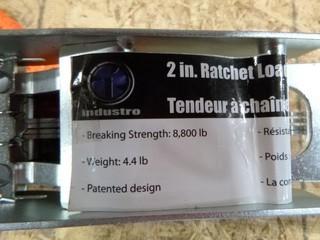 2 in. Ratchet Loa
Tendeur à chaîn
industro
- Breaking Strength: 8,800 lb
- Résista
- Weight: 4.4 lb
- Poids
- Patented design
- La con